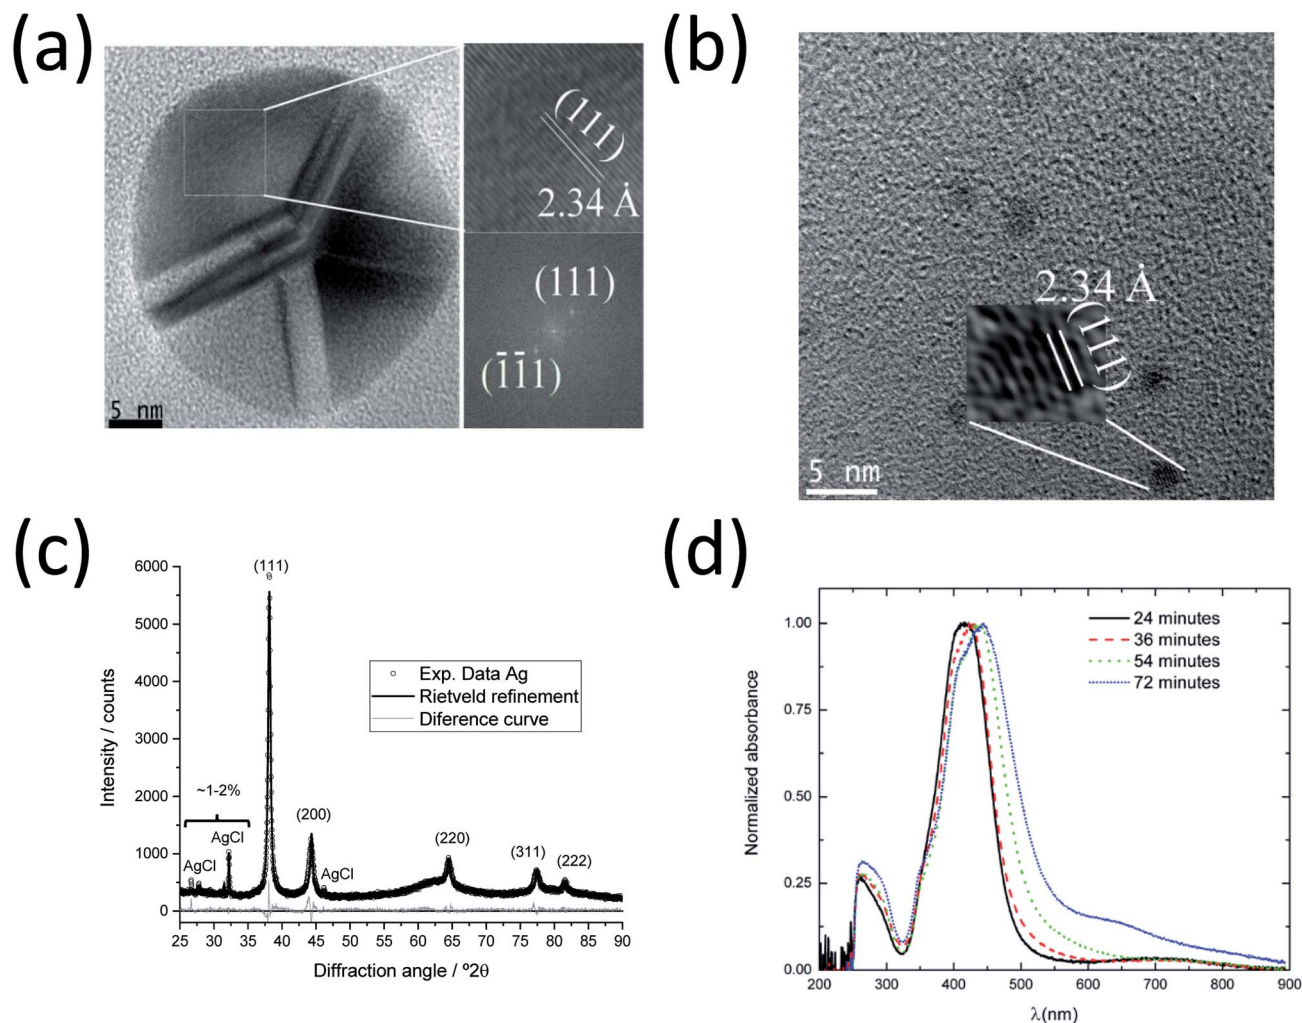 (a)
(111)
2.34 Å
(111)
(1̅1̅1)
5 nm
(b)
2.34 Å
(111)
5 nm
(c)
6000
5000
4000
3000
2000
1000
0
Intensity / counts
(111)
Exp. Data Ag
Rietveld refinement
Diference curve
~1-2%
AgCl
AgCl
(200)
AgCl
(220)
(311)
(222)
25 30 35 40 45 50 55 60 65 70 75 80 85 90
Diffraction angle / º2θ
(d)
1.00
0.75
0.50
0.25
0.00
Normalized absorbance
24 minutes
36 minutes
54 minutes
72 minutes
200 300 400 500 600 700 800 900
λ(nm)